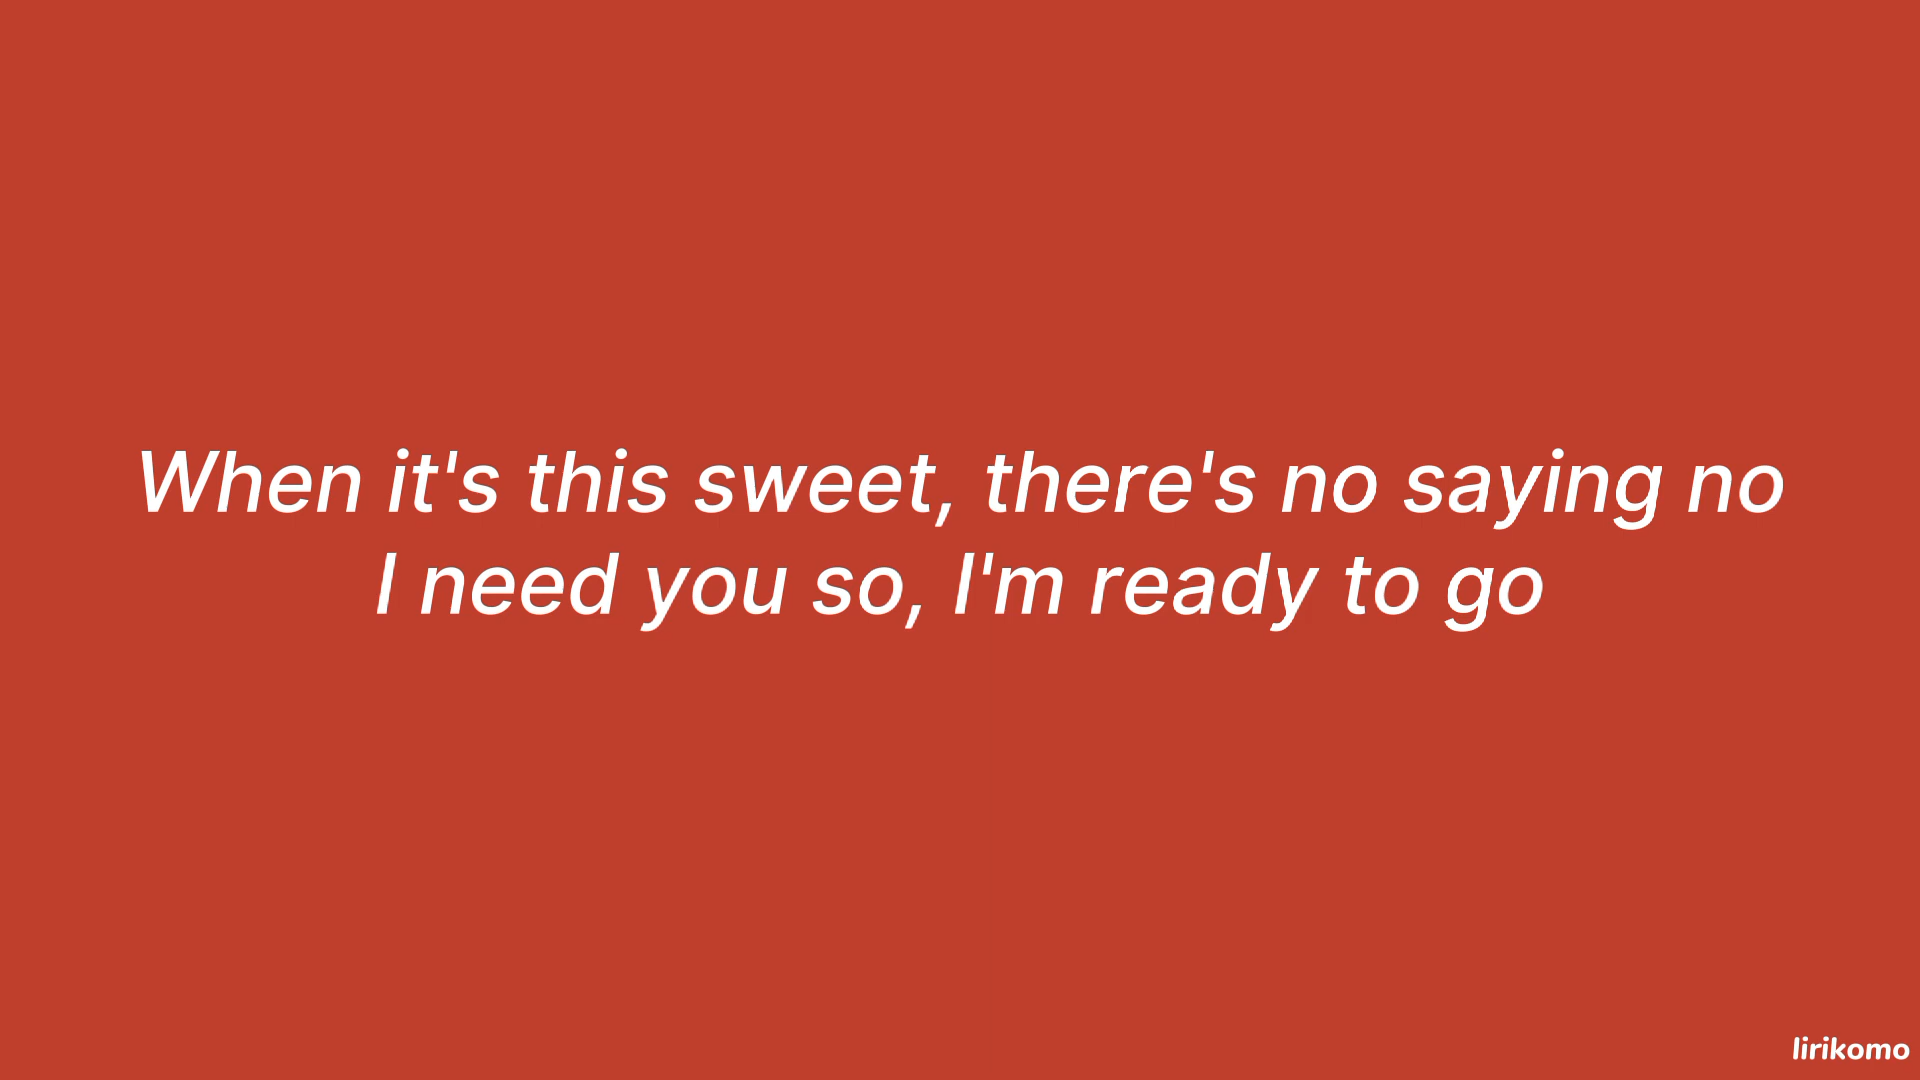 When it's this sweet, there's no saying no
I need you so, I'm ready to go
lirikomo